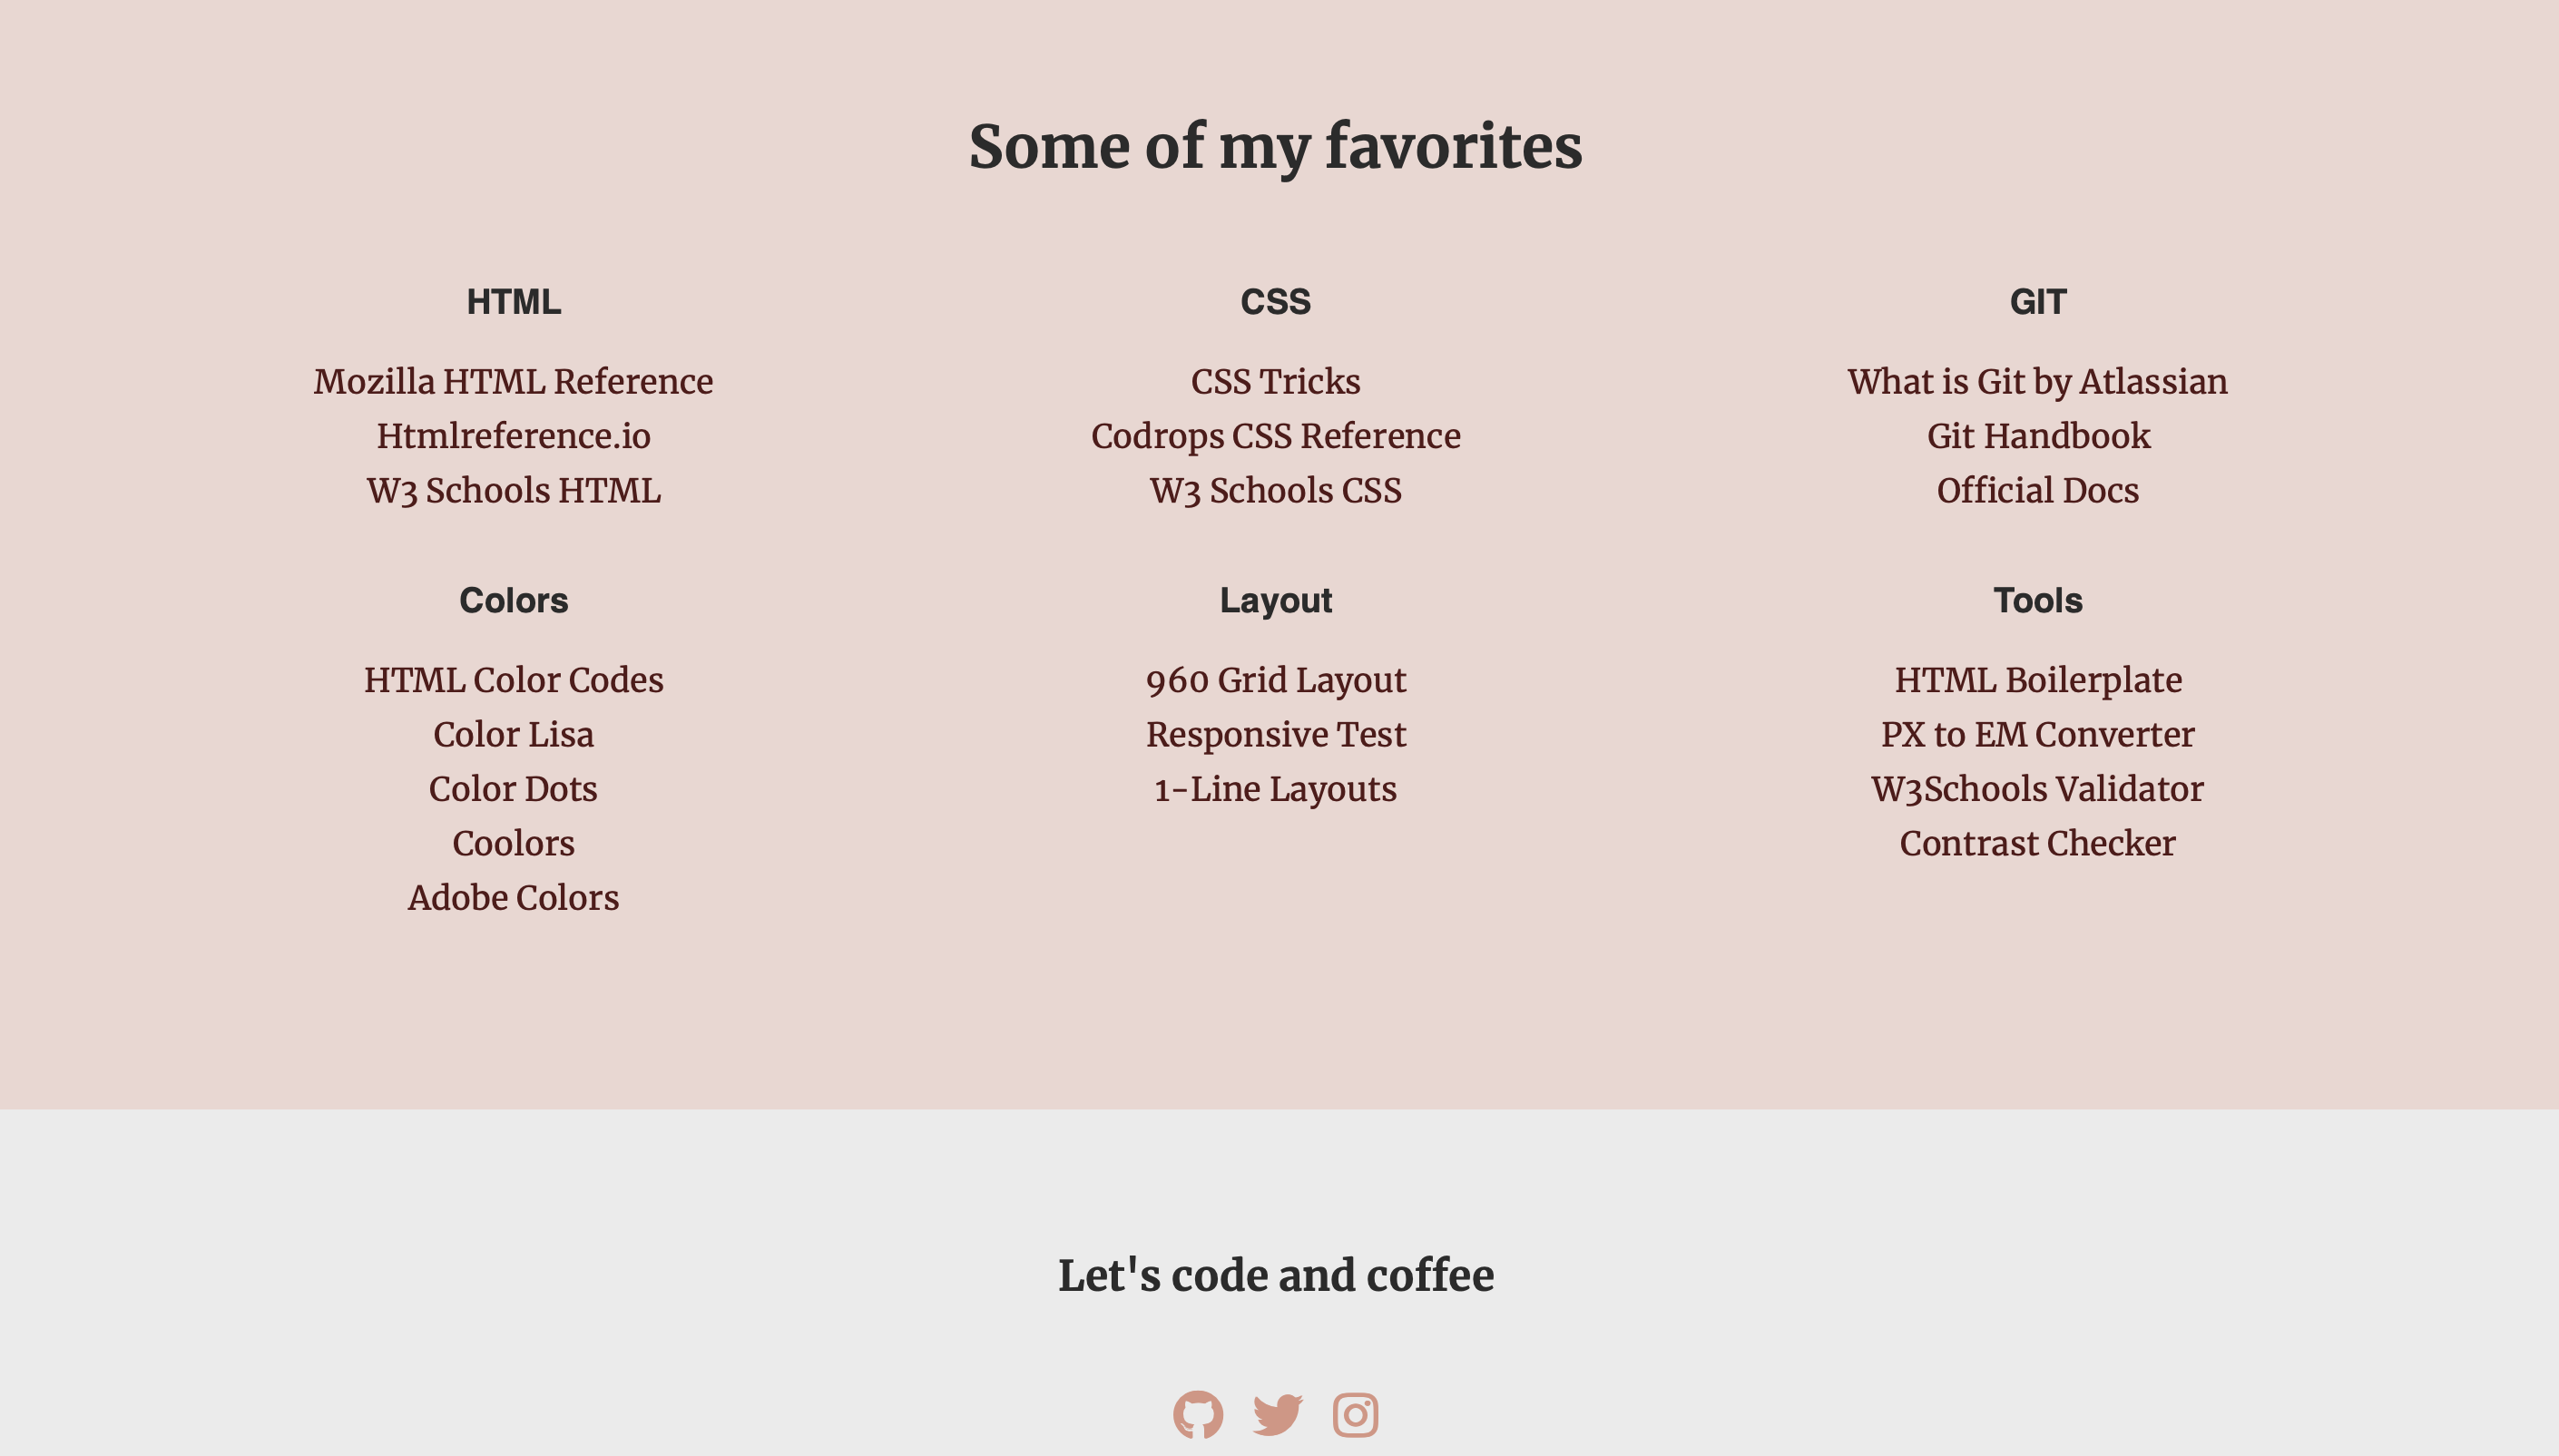 Some of my favorites
HTML
Mozilla HTML Reference
Htmlreference.io
W3 Schools HTML
CSS
CSS Tricks
Codrops CSS Reference
W3 Schools CSS
GIT
What is Git by Atlassian
Git Handbook
Official Docs
Colors
HTML Color Codes
Color Lisa
Color Dots
Coolors
Adobe Colors
Layout
960 Grid Layout
Responsive Test
1-Line Layouts
Tools
HTML Boilerplate
PX to EM Converter
W3Schools Validator
Contrast Checker
Let's code and coffee